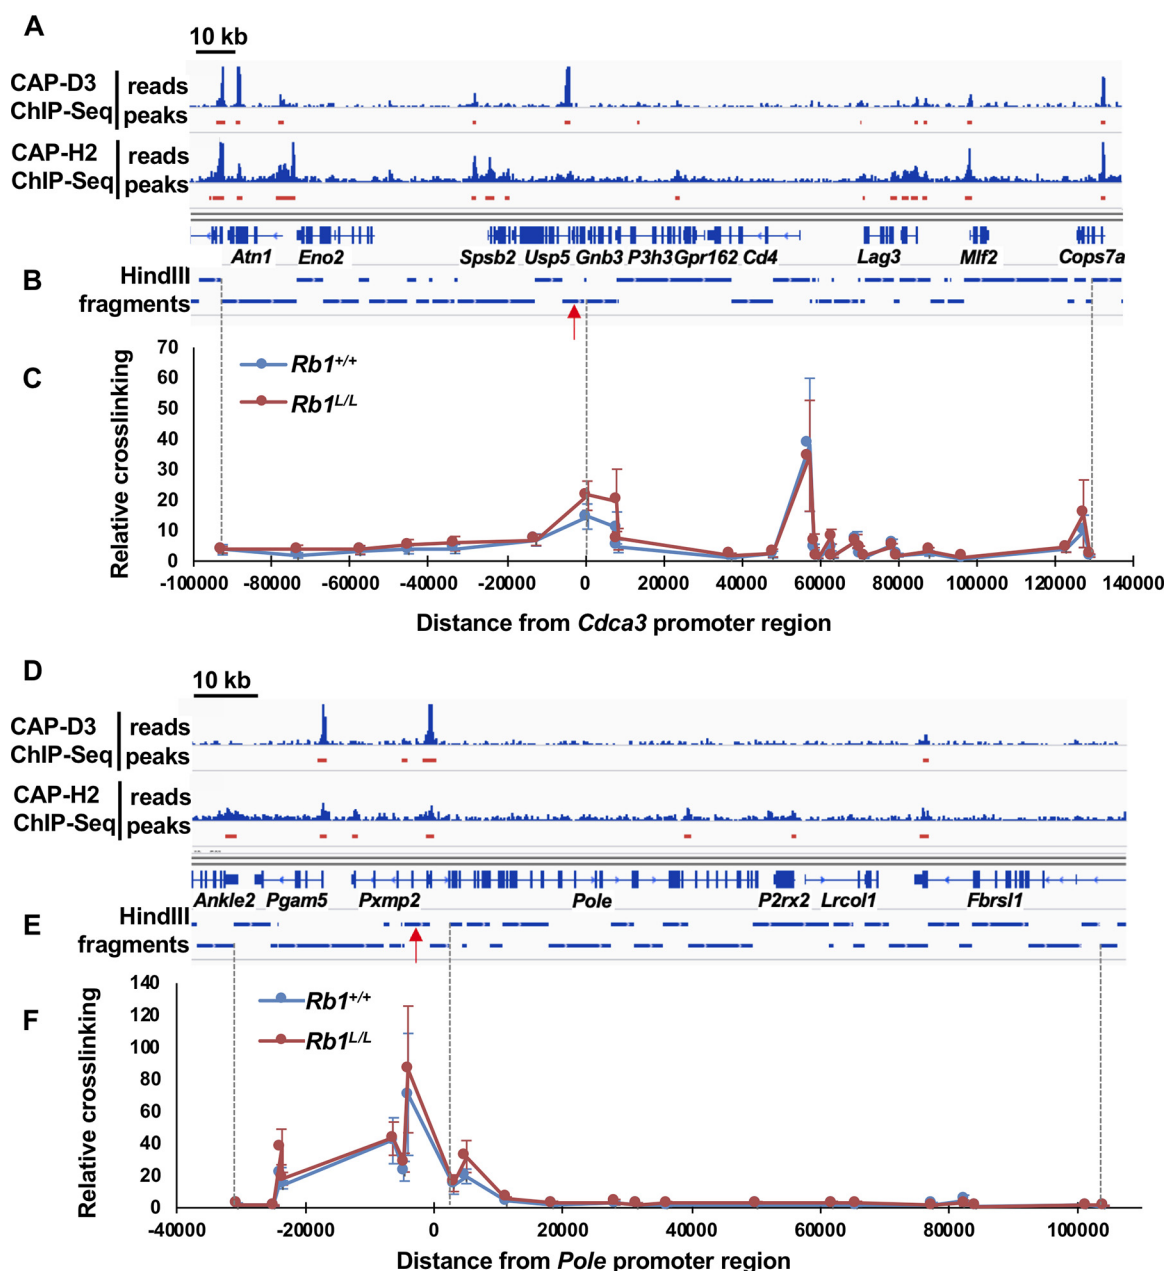 A
10 kb
CAP-D3
ChIP-Seq
reads
peaks
CAP-H2
ChIP-Seq
reads
peaks
Atn1 Eno2 Spsb2 Usp5 Gnb3 P3h3 Gpr162 Cd4 Lag3 Mlf2 Cops7a
B
HindIII
fragments
C
Relative crosslinking
70
60
50
40
30
20
10
0
Rb1+/+
Rb1L/L
-100000 -80000 -60000 -40000 -20000 0 20000 40000 60000 80000 100000 120000 140000
Distance from Cdca3 promoter region
D
10 kb
CAP-D3
ChIP-Seq
reads
peaks
CAP-H2
ChIP-Seq
reads
peaks
Ankle2 Pgam5 Pxmp2 Pole P2rx2 Lrcol1 Fbrsl1
E
HindIII
fragments
F
Relative crosslinking
140
120
100
80
60
40
20
0
Rb1+/+
Rb1L/L
-40000 -20000 0 20000 40000 60000 80000 100000
Distance from Pole promoter region